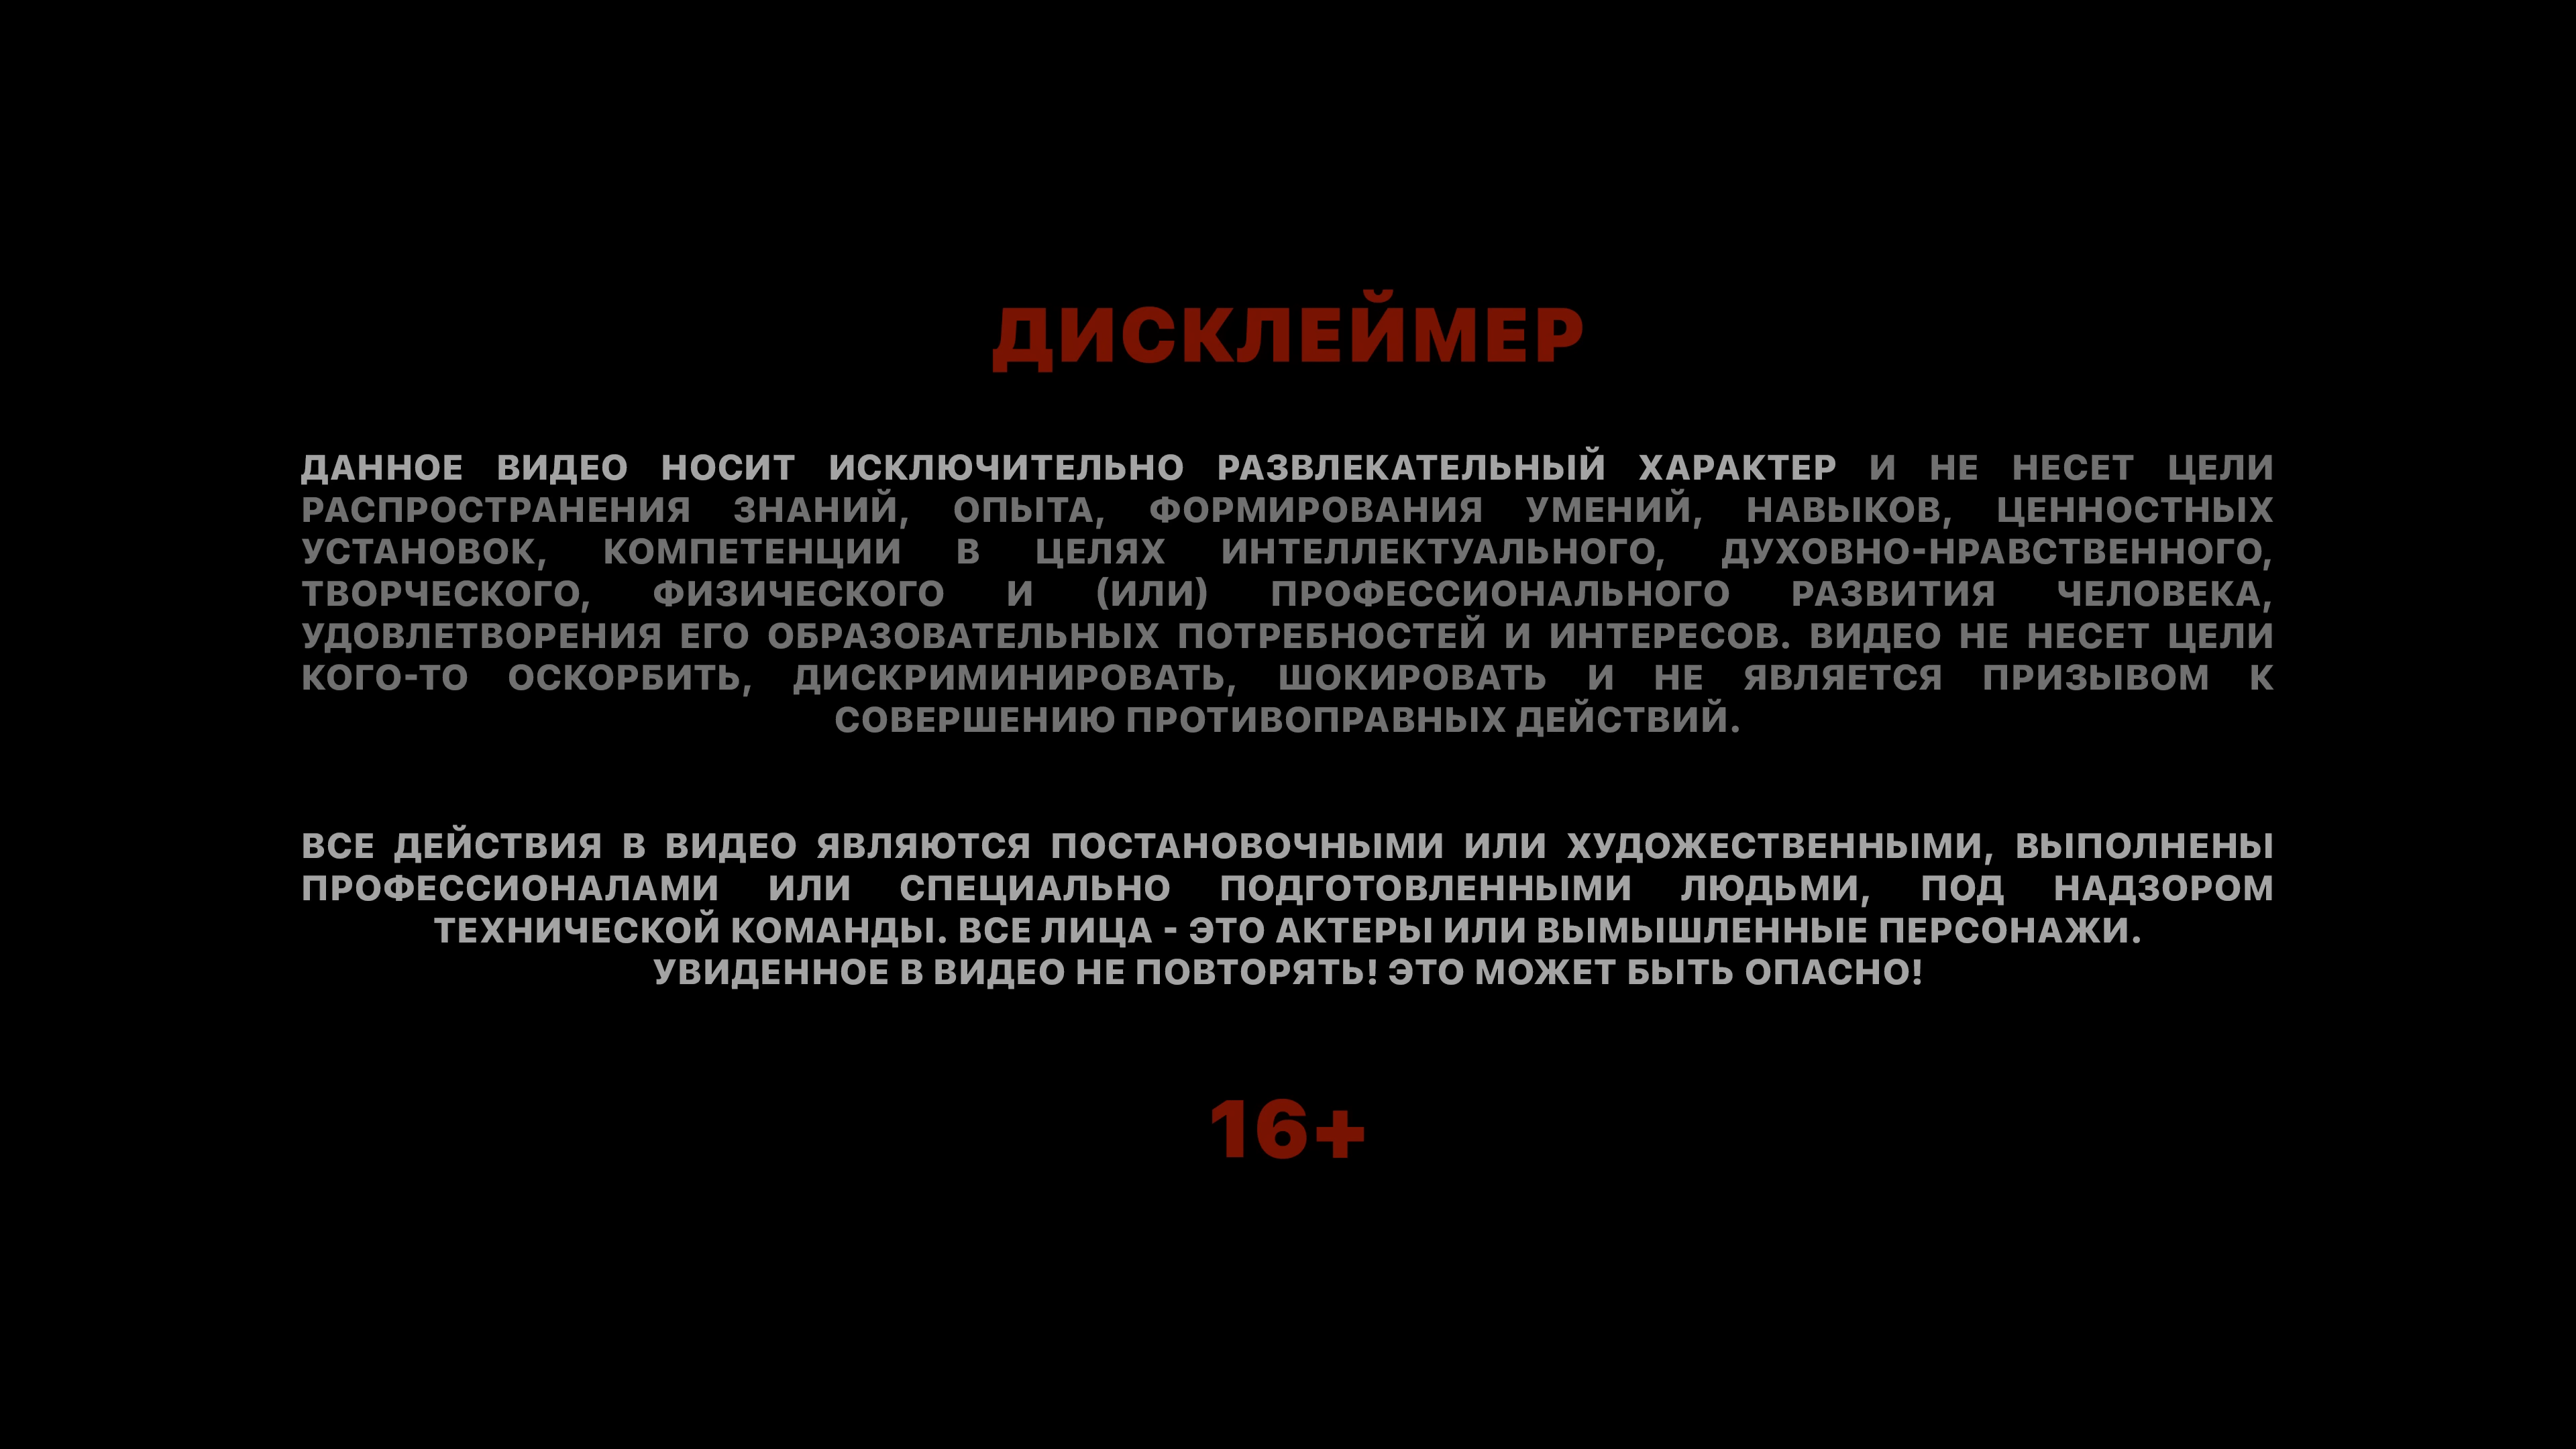 ДИСКЛЕЙМЕР
ДАННОЕ ВИДЕО НОСИТ ИСКЛЮЧИТЕЛЬНО РАЗВЛЕКАТЕЛЬНЫЙ ХАРАКТЕР И НЕ НЕСЕТ ЦЕЛИ
РАСПРОСТРАНЕНИЯ ЗНАНИЙ, ОПЫТА, ФОРМИРОВАНИЯ УМЕНИЙ, НАВЫКОВ, ЦЕННОСТНЫХ
УСТАНОВОК, КОМПЕТЕНЦИИ В ЦЕЛЯХ ИНТЕЛЛЕКТУАЛЬНОГО, ДУХОВНО-НРАВСТВЕННОГО,
ТВОРЧЕСКОГО, ФИЗИЧЕСКОГО И (ИЛИ) ПРОФЕССИОНАЛЬНОГО РАЗВИТИЯ ЧЕЛОВЕКА,
УДОВЛЕТВОРЕНИЯ ЕГО ОБРАЗОВАТЕЛЬНЫХ ПОТРЕБНОСТЕЙ И ИНТЕРЕСОВ. ВИДЕО НЕ НЕСЕТ ЦЕЛИ
КОГО-ТО ОСКОРБИТЬ, ДИСКРИМИНИРОВАТЬ, ШОКИРОВАТЬ И НЕ ЯВЛЯЕТСЯ ПРИЗЫВОМ К
СОВЕРШЕНИЮ ПРОТИВОПРАВНЫХ ДЕЙСТВИЙ.
ВСЕ ДЕЙСТВИЯ В ВИДЕО ЯВЛЯЮТСЯ ПОСТАНОВОЧНЫМИ ИЛИ ХУДОЖЕСТВЕННЫМИ, ВЫПОЛНЕНЫ
ПРОФЕССИОНАЛАМИ ИЛИ СПЕЦИАЛЬНО ПОДГОТОВЛЕННЫМИ ЛЮДЬМИ, ПОД НАДЗОРОМ
ТЕХНИЧЕСКОЙ КОМАНДЫ. ВСЕ ЛИЦА - ЭТО АКТЕРЫ ИЛИ ВЫМЫШЛЕННЫЕ ПЕРСОНАЖИ.
УВИДЕННОЕ В ВИДЕО НЕ ПОВТОРЯТЬ! ЭТО МОЖЕТ БЫТЬ ОПАСНО!
16+